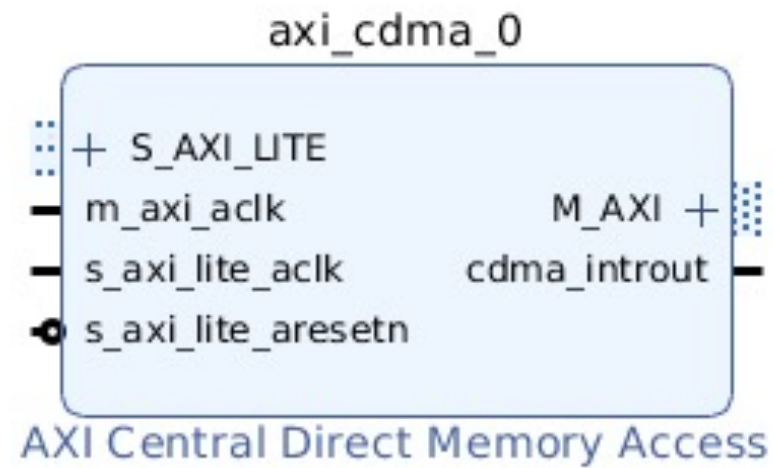 axi_cdma_0
S_AXI_LITE
m_axi_aclk
M_AXI
s_axi_lite_aclk
cdma_introut
s_axi_lite_aresetn
AXI Central Direct Memory Access